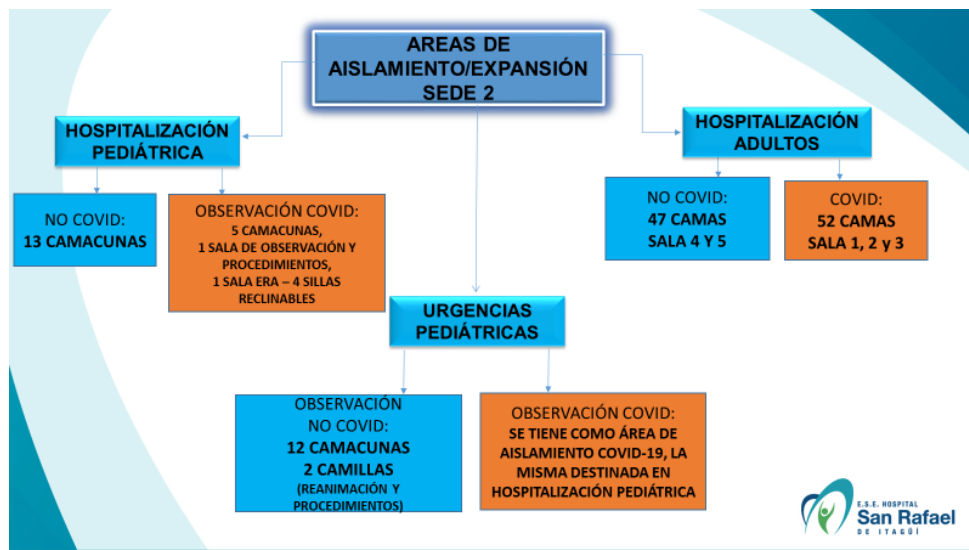 AREAS DE
AISLAMIENTO/EXPANSIÓN
SEDE 2
HOSPITALIZACIÓN
PEDIÁTRICA
NO COVID:
13 CAMACUNAS
OBSERVACIÓN COVID:
5 CAMACUNAS,
1 SALA DE OBSERVACIÓN Y
PROCEDIMIENTOS,
1 SALA ERA – 4 SILLAS
RECLINABLES
HOSPITALIZACIÓN
ADULTOS
NO COVID:
47 CAMAS
SALA 4 Y 5
COVID:
52 CAMAS
SALA 1, 2 y 3
URGENCIAS
PEDIÁTRICAS
OBSERVACIÓN
NO COVID:
12 CAMACUNAS
2 CAMILLAS
(REANIMACIÓN Y
PROCEDIMIENTOS)
OBSERVACIÓN COVID:
SE TIENE COMO ÁREA DE
AISLAMIENTO COVID-19, LA
MISMA DESTINADA EN
HOSPITALIZACIÓN PEDIÁTRICA
E.S.E. HOSPITAL
San Rafael
DE ITAGÜÍ